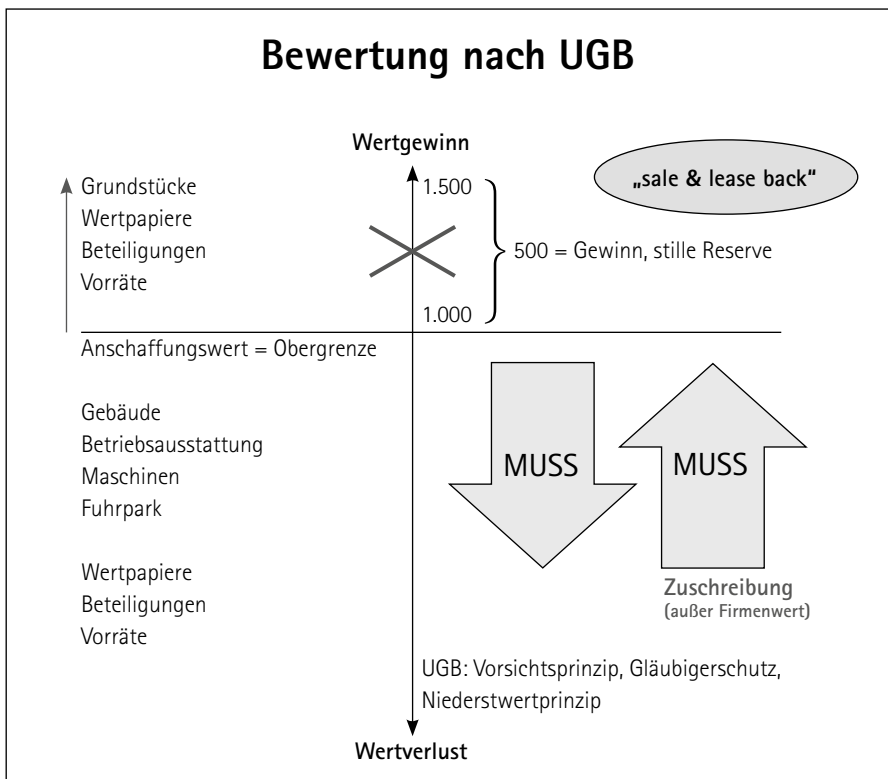 Bewertung nach UGB
Wertgewinn
„sale & lease back“
Grundstücke
Wertpapiere
Beteiligungen
Vorräte
1.500
500 = Gewinn, stille Reserve
1.000
Anschaffungswert = Obergrenze
Gebäude
Betriebsausstattung
Maschinen
Fuhrpark
Wertpapiere
Beteiligungen
Vorräte
MUSS
MUSS
Zuschreibung
(außer Firmenwert)
UGB: Vorsichtsprinzip, Gläubigerschutz,
Niederstwertprinzip
Wertverlust